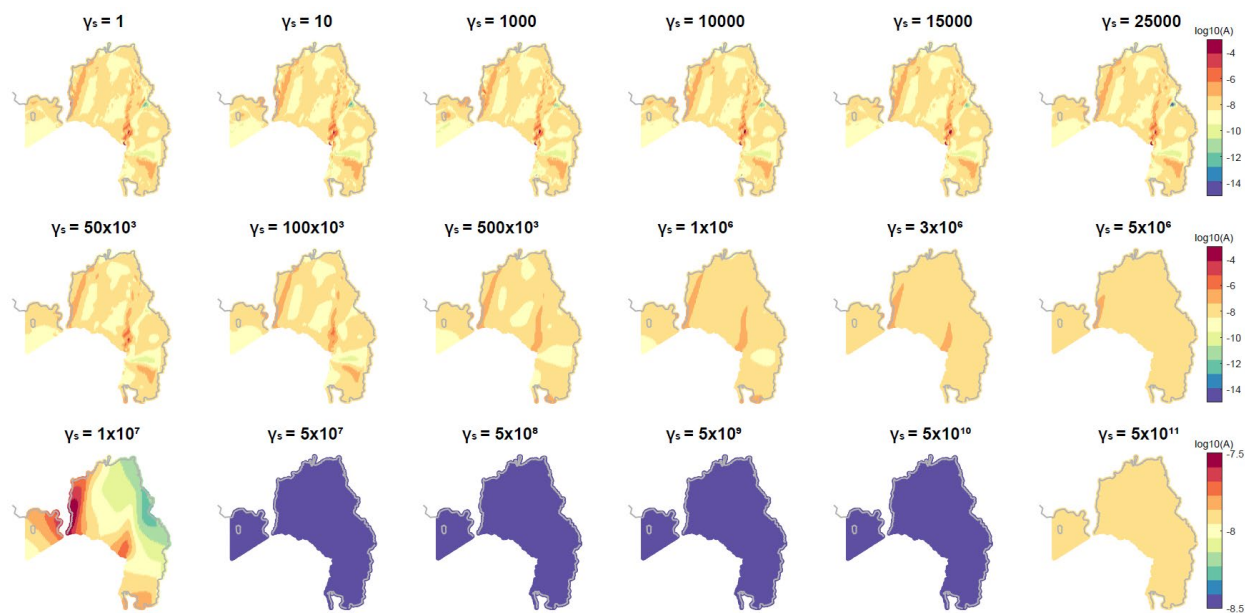 γₛ = 1 γₛ = 10 γₛ = 1000 γₛ = 10000 γₛ = 15000 γₛ = 25000
log10(A)
-4
-6
-8
-10
-12
-14
γₛ = 50x10³ γₛ = 100x10³ γₛ = 500x10³ γₛ = 1x10⁶ γₛ = 3x10⁶ γₛ = 5x10⁶
log10(A)
-4
-6
-8
-10
-12
-14
γₛ = 1x10⁷ γₛ = 5x10⁷ γₛ = 5x10⁸ γₛ = 5x10⁹ γₛ = 5x10¹⁰ γₛ = 5x10¹¹
log10(A)
-7.5
-8
-8.5